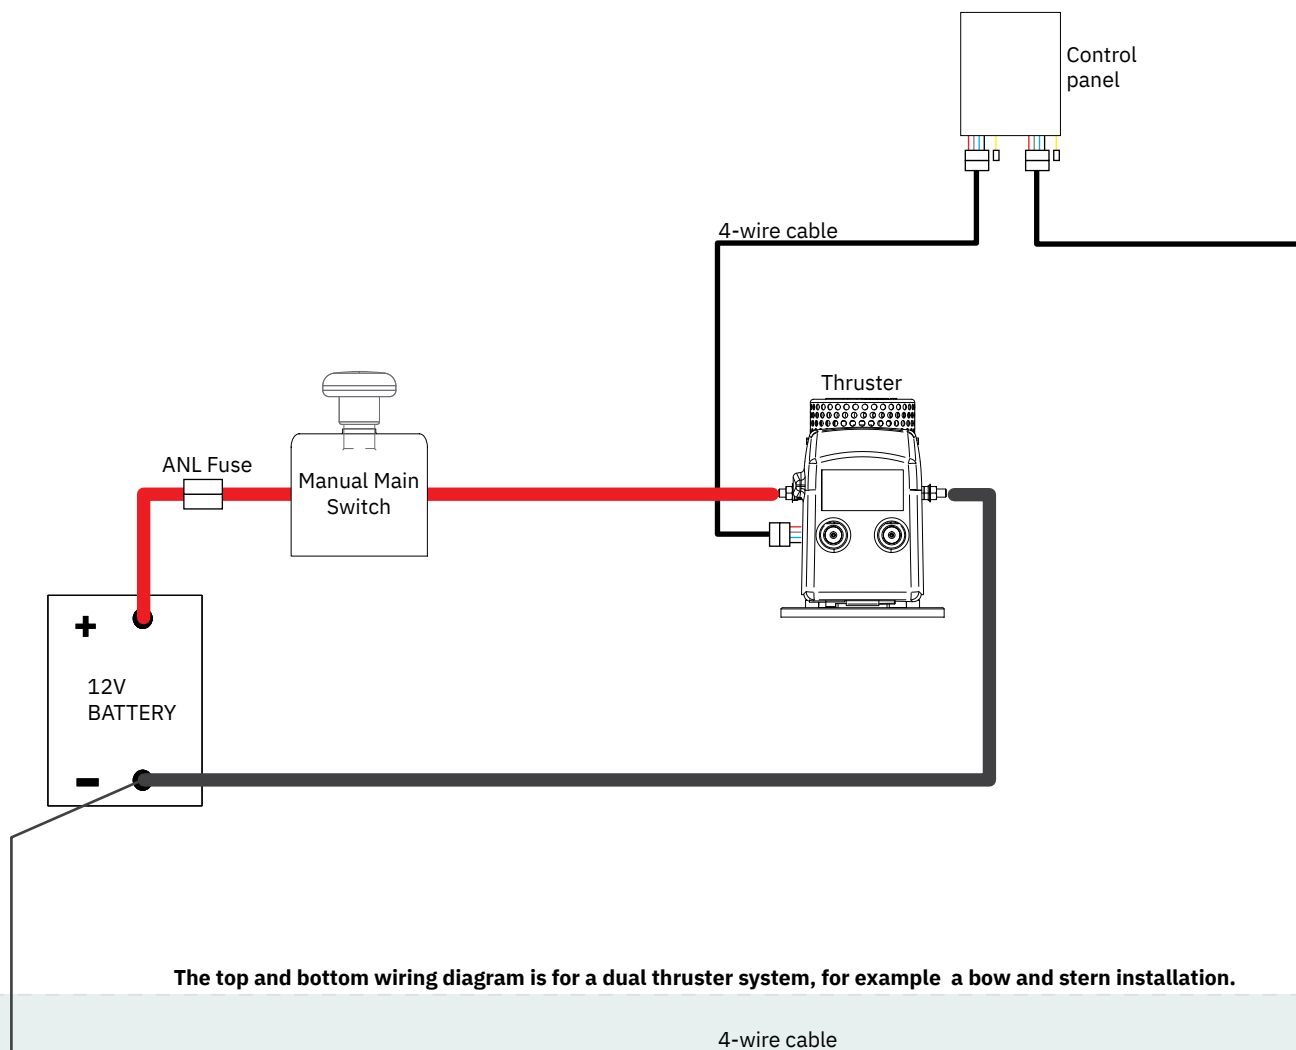 Control
panel
4-wire cable
Thruster
ANL Fuse
Manual Main
Switch
+
12V
BATTERY
-
The top and bottom wiring diagram is for a dual thruster system, for example a bow and stern installation.
4-wire cable